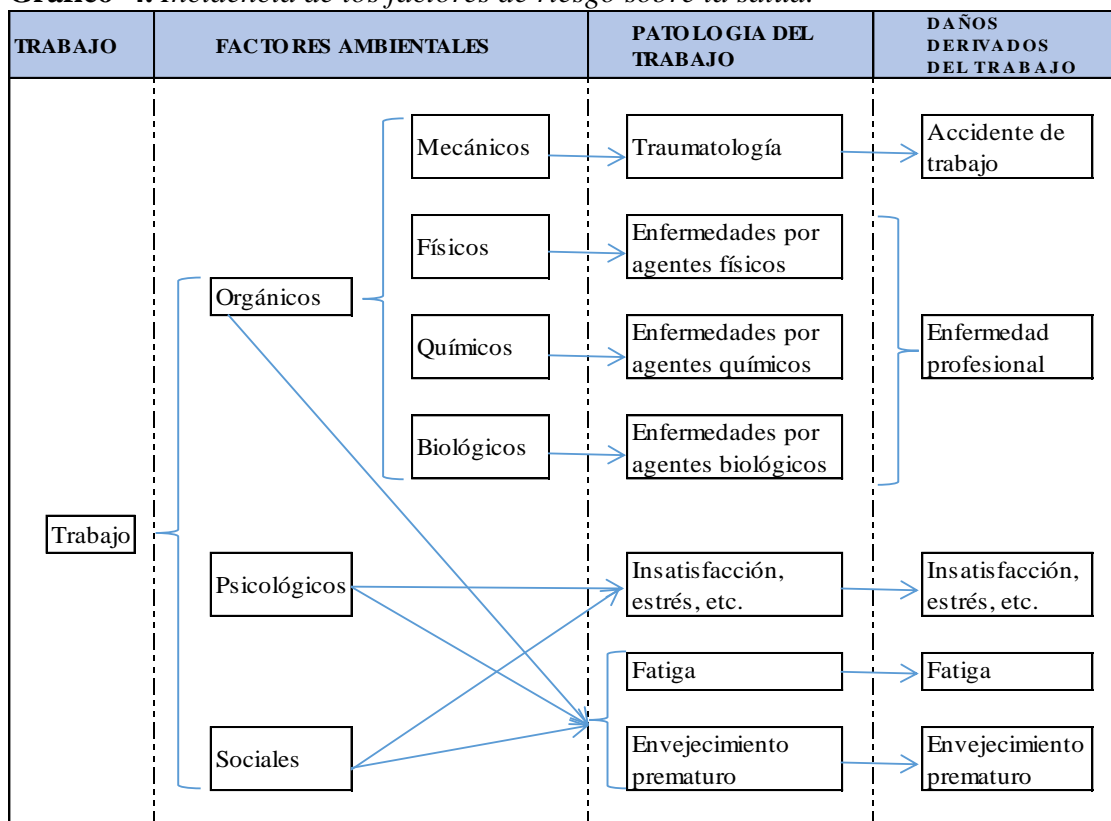 Gráfico 4. Incidencia de los factores de riesgo sobre la salud.
TRABAJO
FACTORES AMBIENTALES
PATOLOGIA DEL
TRABAJO
DAÑOS
DERIVADOS
DEL TRABAJO
Mecánicos
Traumatología
Accidente de
trabajo
Físicos
Enfermedades por
agentes físicos
Orgánicos
Químicos
Enfermedades por
agentes químicos
Enfermedad
profesional
Biológicos
Enfermedades por
agentes biológicos
Trabajo
Psicológicos
Insatisfacción,
estrés, etc.
Insatisfacción,
estrés, etc.
Fatiga
Fatiga
Sociales
Envejecimiento
prematuro
Envejecimiento
prematuro